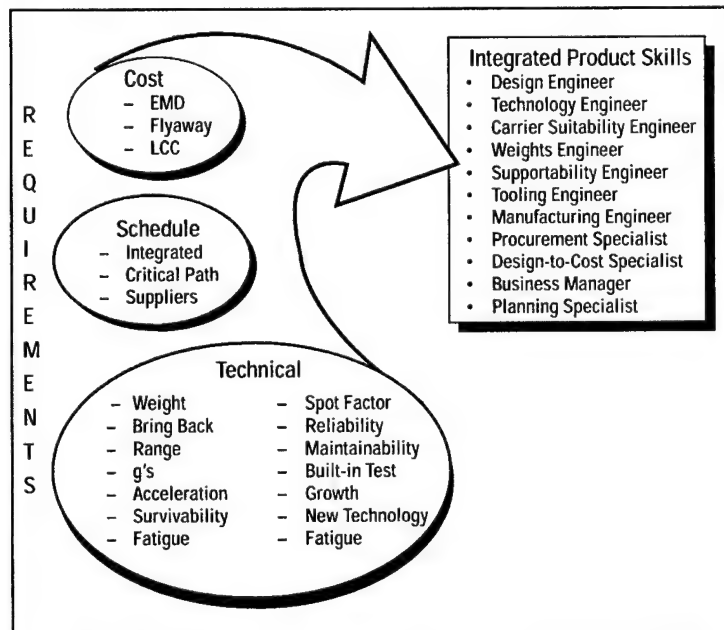 REQUIREMENTS
Cost
– EMD
– Flyaway
– LCC
Schedule
– Integrated
– Critical Path
– Suppliers
Technical
– Weight
– Bring Back
– Range
– g's
– Acceleration
– Survivability
– Fatigue
– Spot Factor
– Reliability
– Maintainability
– Built-in Test
– Growth
– New Technology
– Fatigue
Integrated Product Skills
• Design Engineer
• Technology Engineer
• Carrier Suitability Engineer
• Weights Engineer
• Supportability Engineer
• Tooling Engineer
• Manufacturing Engineer
• Procurement Specialist
• Design-to-Cost Specialist
• Business Manager
• Planning Specialist